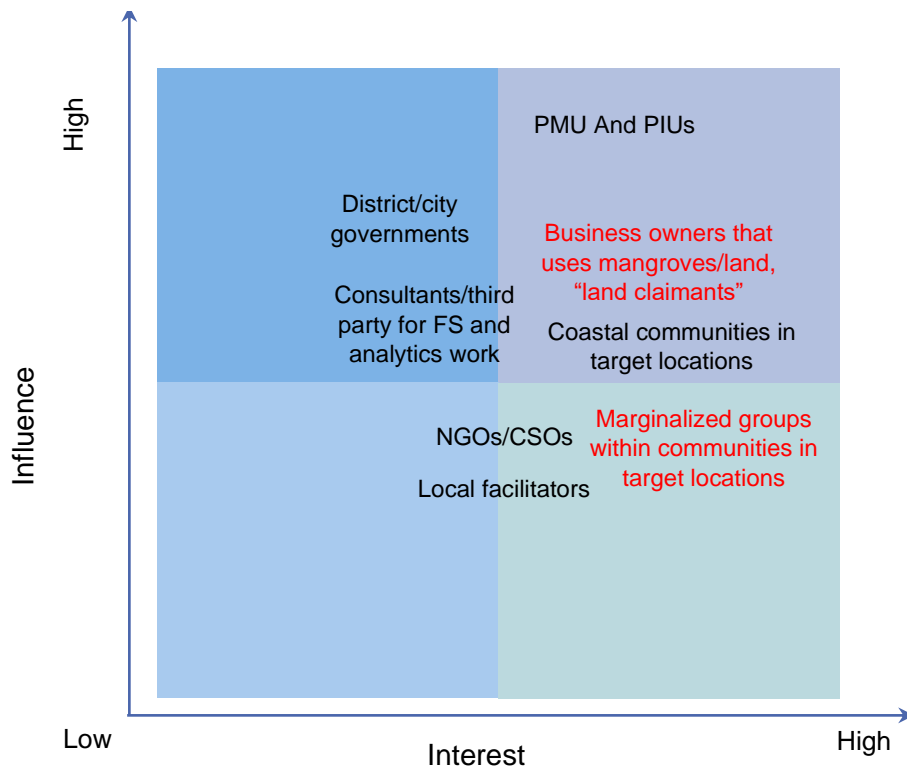 High
PMU And PIUs
District/city
governments
Business owners that
uses mangroves/land,
“land claimants”
Consultants/third
party for FS and
analytics work
Coastal communities in
target locations
Influence
NGOs/CSOs
Marginalized groups
within communities in
target locations
Local facilitators
Low
Interest
High